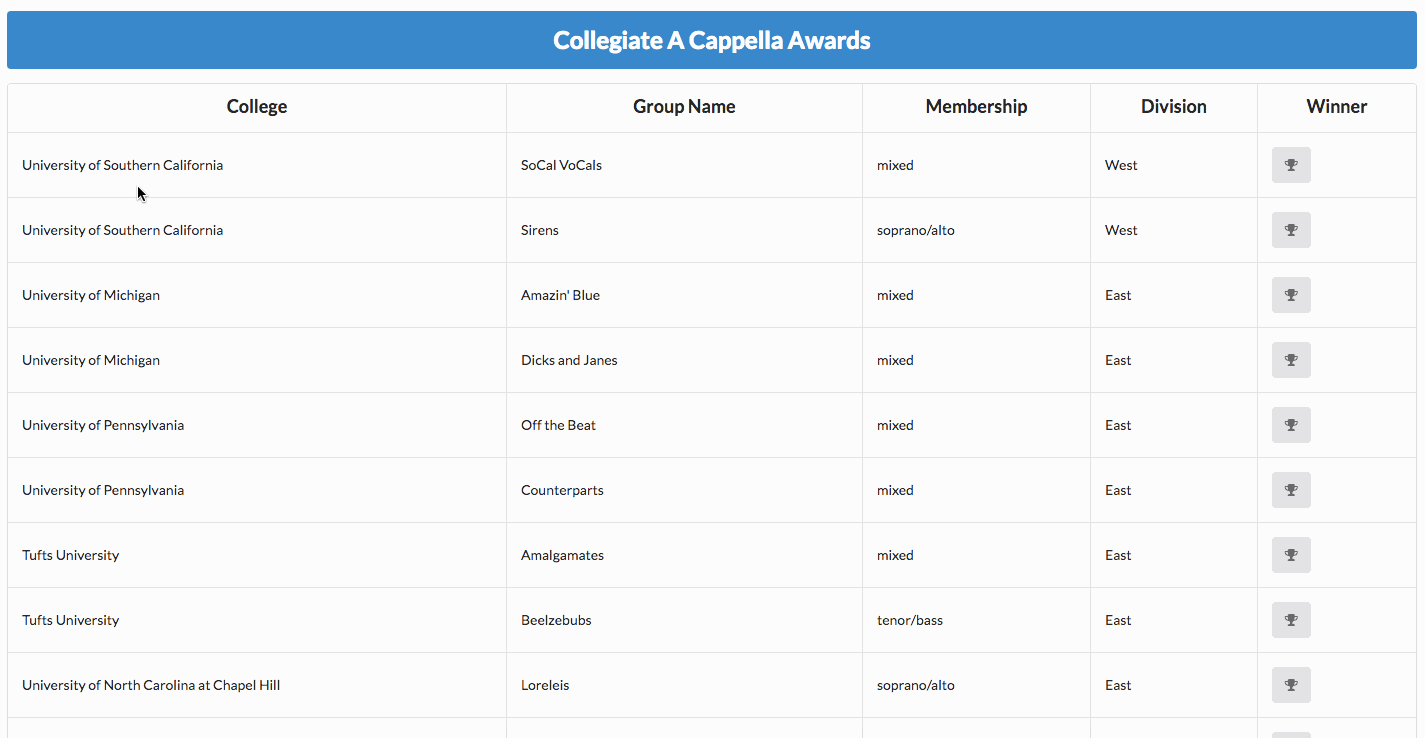 Collegiate A Cappella Awards
College Group Name Membership Division Winner
University of Southern California SoCal VoCals mixed West
University of Southern California Sirens soprano/alto West
University of Michigan Amazin' Blue mixed East
University of Michigan Dicks and Janes mixed East
University of Pennsylvania Off the Beat mixed East
University of Pennsylvania Counterparts mixed East
Tufts University Amalgamates mixed East
Tufts University Beelzebubs tenor/bass East
University of North Carolina at Chapel Hill Loreleis soprano/alto East